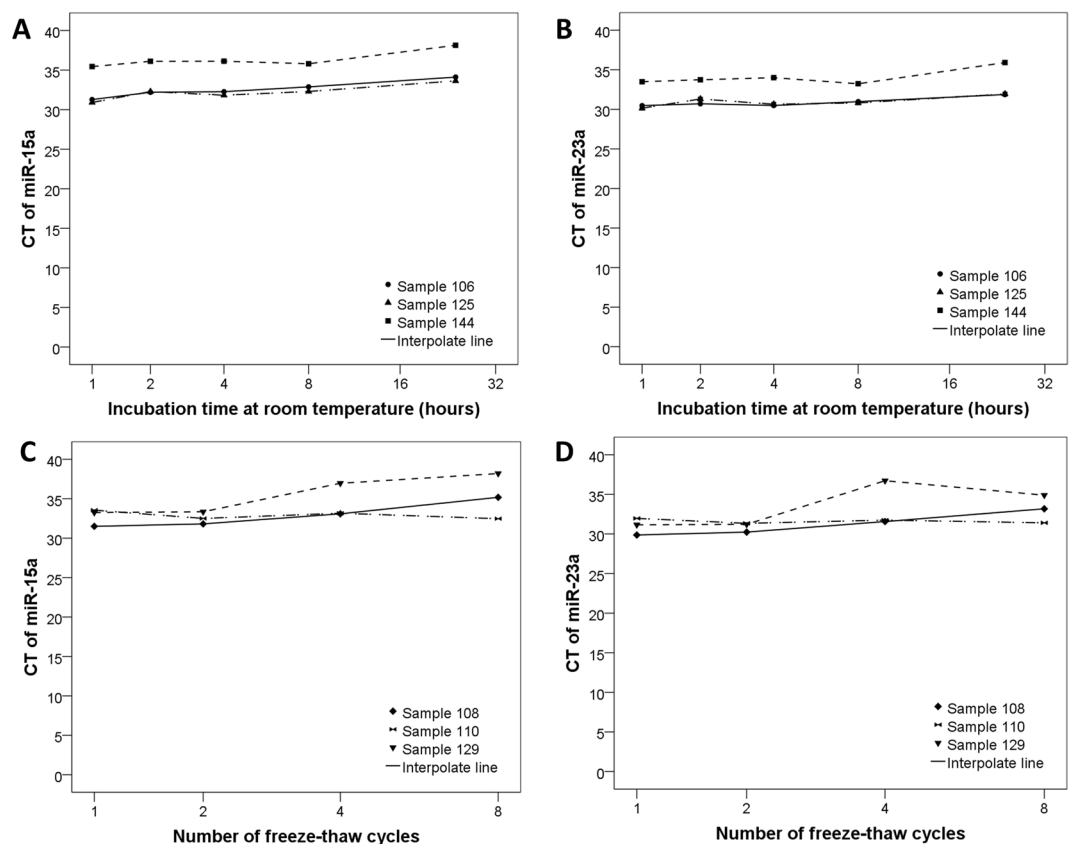 A
CT of miR-15a
40
35
30
25
20
15
10
5
0
Sample 106
Sample 125
Sample 144
Interpolate line
1 2 4 8 16 32
Incubation time at room temperature (hours)
B
CT of miR-23a
40
35
30
25
20
15
10
5
0
Sample 106
Sample 125
Sample 144
Interpolate line
1 2 4 8 16 32
Incubation time at room temperature (hours)
C
CT of miR-15a
40
35
30
25
20
15
10
5
0
Sample 108
Sample 110
Sample 129
Interpolate line
1 2 4 8
Number of freeze-thaw cycles
D
CT of miR-23a
40
35
30
25
20
15
10
5
0
Sample 108
Sample 110
Sample 129
Interpolate line
1 2 4 8
Number of freeze-thaw cycles